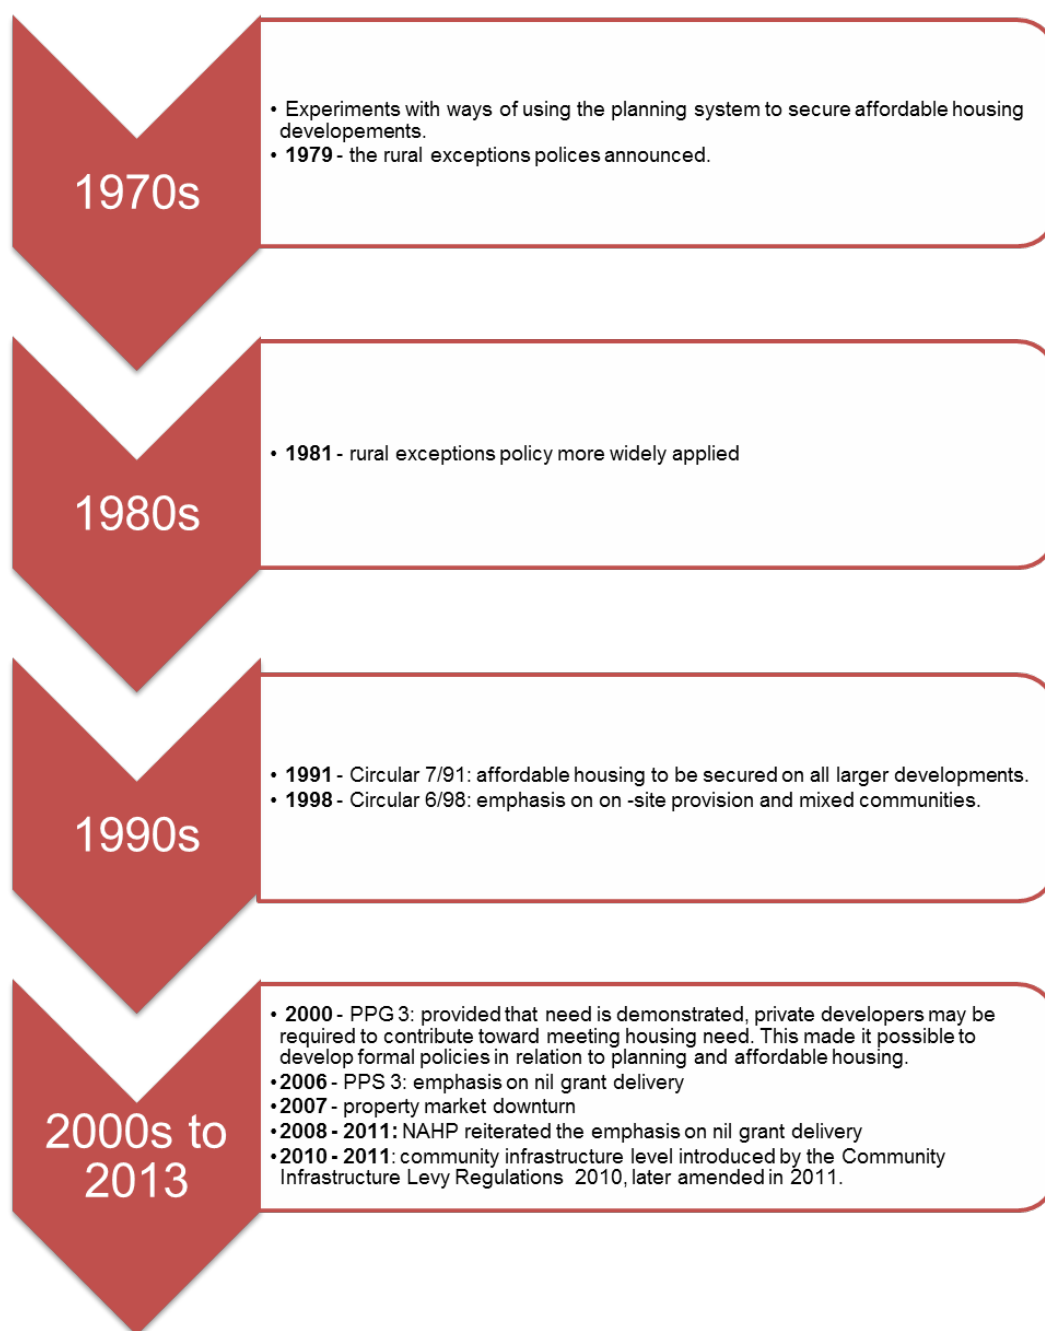 1970s
• Experiments with ways of using the planning system to secure affordable housing
developements.
• 1979 - the rural exceptions polices announced.
1980s
• 1981 - rural exceptions policy more widely applied
1990s
• 1991 - Circular 7/91: affordable housing to be secured on all larger developments.
• 1998 - Circular 6/98: emphasis on on -site provision and mixed communities.
2000s to
2013
• 2000 - PPG 3: provided that need is demonstrated, private developers may be
required to contribute toward meeting housing need. This made it possible to
develop formal policies in relation to planning and affordable housing.
• 2006 - PPS 3: emphasis on nil grant delivery
• 2007 - property market downturn
• 2008 - 2011: NAHP reiterated the emphasis on nil grant delivery
• 2010 - 2011: community infrastructure level introduced by the Community
Infrastructure Levy Regulations 2010, later amended in 2011.